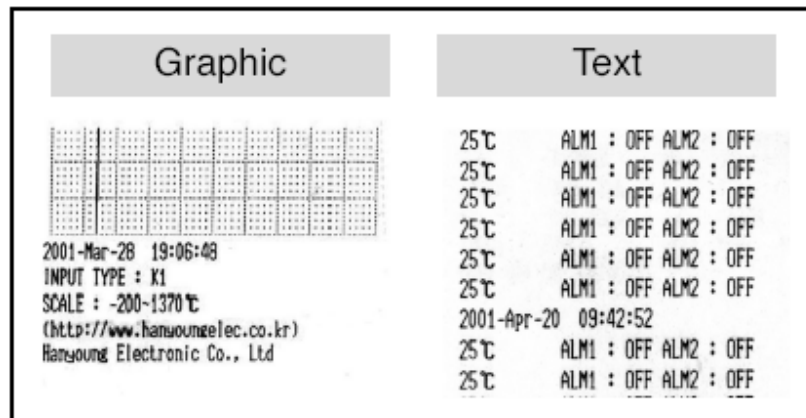 Graphic
2001-Mar-28 19:06:48
INPUT TYPE : K1
SCALE : -200~1370℃
(http://www.hanyoungelec.co.kr)
Hanyoung Electronic Co., Ltd
Text
25℃ ALM1 : OFF ALM2 : OFF
25℃ ALM1 : OFF ALM2 : OFF
25℃ ALM1 : OFF ALM2 : OFF
25℃ ALM1 : OFF ALM2 : OFF
25℃ ALM1 : OFF ALM2 : OFF
25℃ ALM1 : OFF ALM2 : OFF
2001-Apr-20 09:42:52
25℃ ALM1 : OFF ALM2 : OFF
25℃ ALM1 : OFF ALM2 : OFF